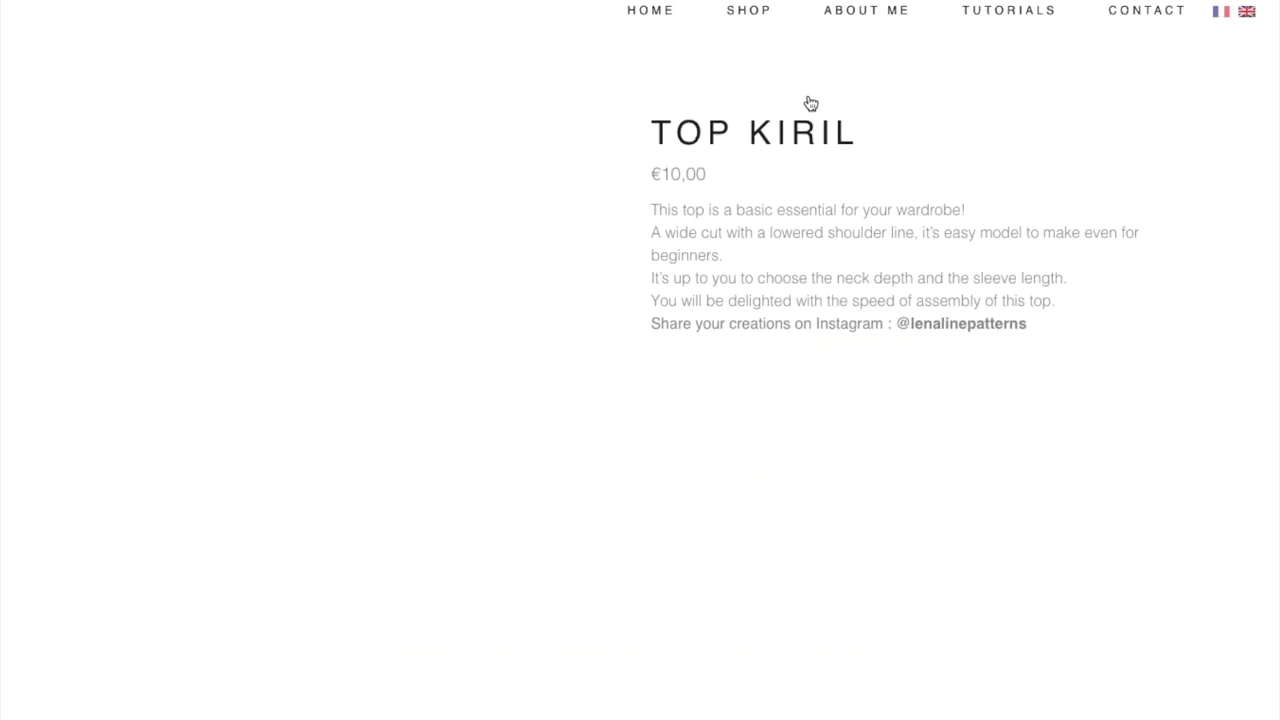 HOME SHOP ABOUT ME TUTORIALS CONTACT
TOP KIRIL
€10,00
This top is a basic essential for your wardrobe!
A wide cut with a lowered shoulder line, it's easy model to make even for
beginners.
It's up to you to choose the neck depth and the sleeve length.
You will be delighted with the speed of assembly of this top.
Share your creations on Instagram : @lenalinepatterns